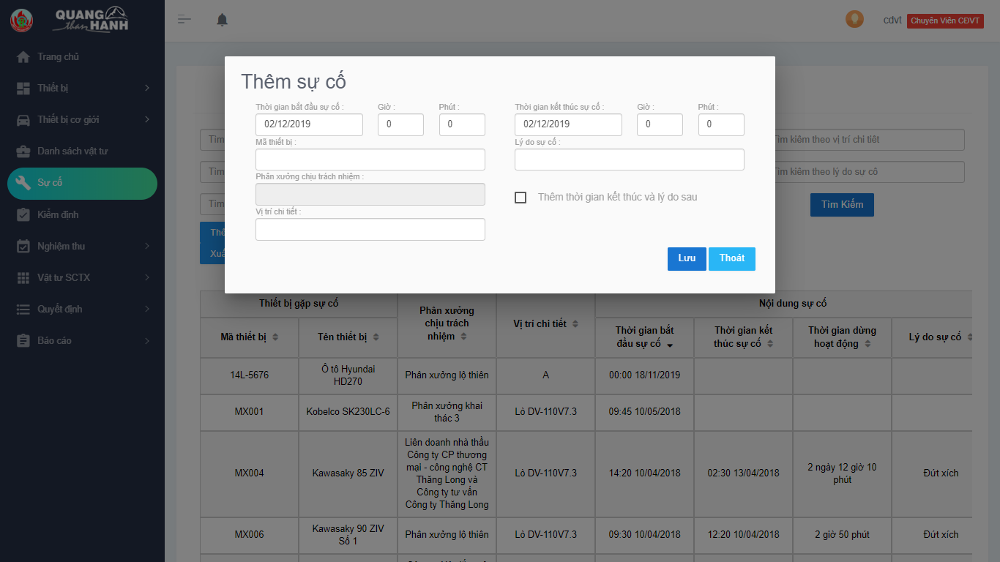 QUANG
than HANH
cdvt
Chuyên Viên CĐVT
Trang chủ
Thiết bị
Thiết bị cơ giới
Danh sách vật tư
Sự cố
Kiểm định
Nghiệm thu
Vật tư SCTX
Quyết định
Báo cáo
Thêm sự cố
Thời gian bắt đầu sự cố :
Giờ :
Phút :
02/12/2019
0
0
Mã thiết bị :
Phân xưởng chịu trách nhiệm :
Vị trí chi tiết :
Thời gian kết thúc sự cố :
Giờ :
Phút :
02/12/2019
0
0
Lý do sự cố :
Thêm thời gian kết thúc và lý do sau
Lưu
Thoát
Tìm kiếm theo vị trí chi tiết
Tìm kiếm theo lý do sự cố
Tìm Kiếm
Thiết bị gặp sự cố
Phân xưởng
chịu trách
nhiệm
Vị trí chi tiết
Nội dung sự cố
Mã thiết bị
Tên thiết bị
Thời gian bắt
đầu sự cố
Thời gian kết
thúc sự cố
Thời gian dừng
hoạt động
Lý do sự cố
14L-5676
Ô tô Hyundai
HD270
Phân xưởng lộ thiên
A
00:00 18/11/2019
MX001
Kobelco SK230LC-6
Phân xưởng khai
thác 3
Lò DV-110V7.3
09:45 10/05/2018
MX004
Kawasaky 85 ZIV
Liên doanh nhà thầu
Công ty CP thương
mại - công nghệ CT
Thăng Long và
Công ty tư vấn
Công ty Thăng Long
Lò DV-110V7.3
14:20 10/04/2018
02:30 13/04/2018
2 ngày 12 giờ 10
phút
Đứt xích
MX006
Kawasaky 90 ZIV
Số 1
Phân xưởng lộ thiên
Lò DV-110V7.3
09:30 10/04/2018
12:20 10/04/2018
2 giờ 50 phút
Đứt xích